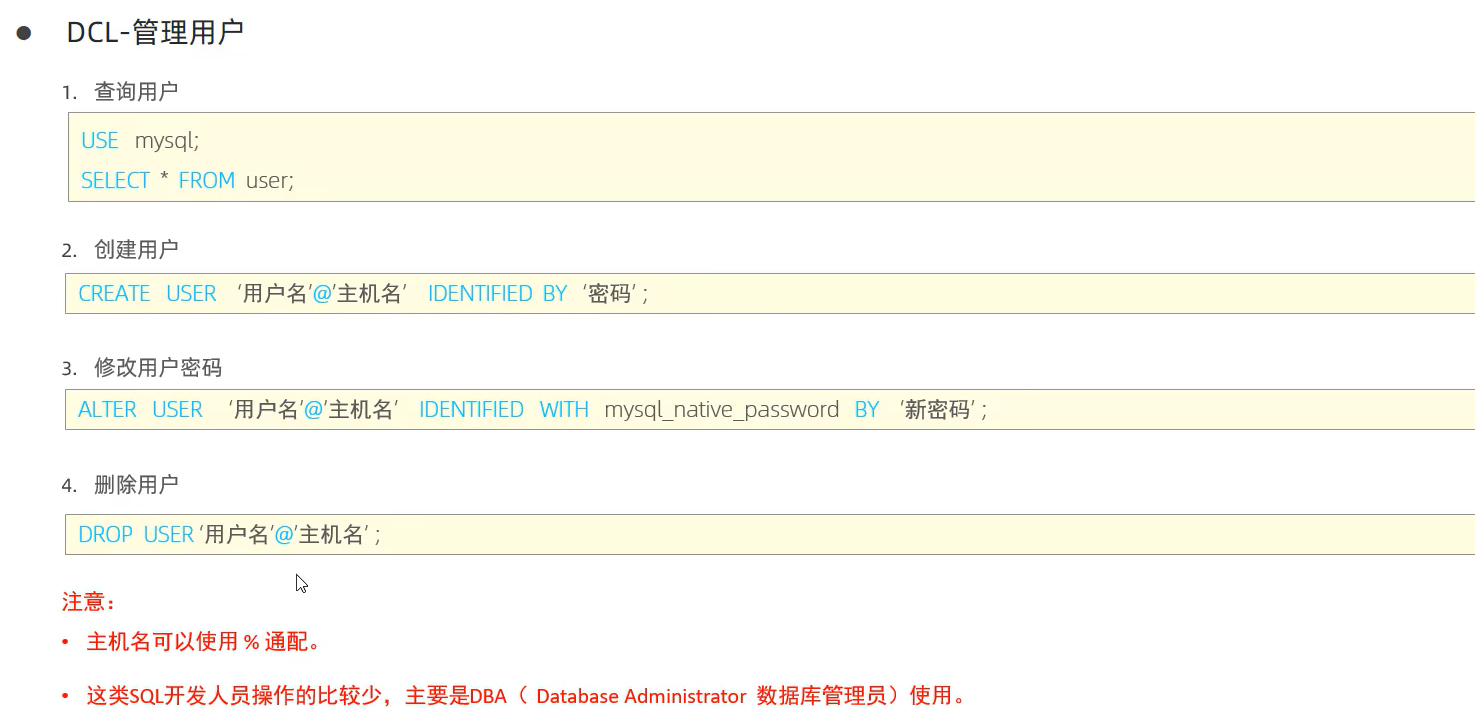 ● DCL-管理用户
1. 查询用户
USE mysql;
SELECT * FROM user;
2. 创建用户
CREATE USER ‘用户名’@’主机名’ IDENTIFIED BY ‘密码’ ;
3. 修改用户密码
ALTER USER ‘用户名’@’主机名’ IDENTIFIED WITH mysql_native_password BY ‘新密码’ ;
4. 删除用户
DROP USER ‘用户名’@’主机名’ ;
注意：
• 主机名可以使用 % 通配。
• 这类SQL开发人员操作的比较少，主要是DBA（ Database Administrator 数据库管理员）使用。